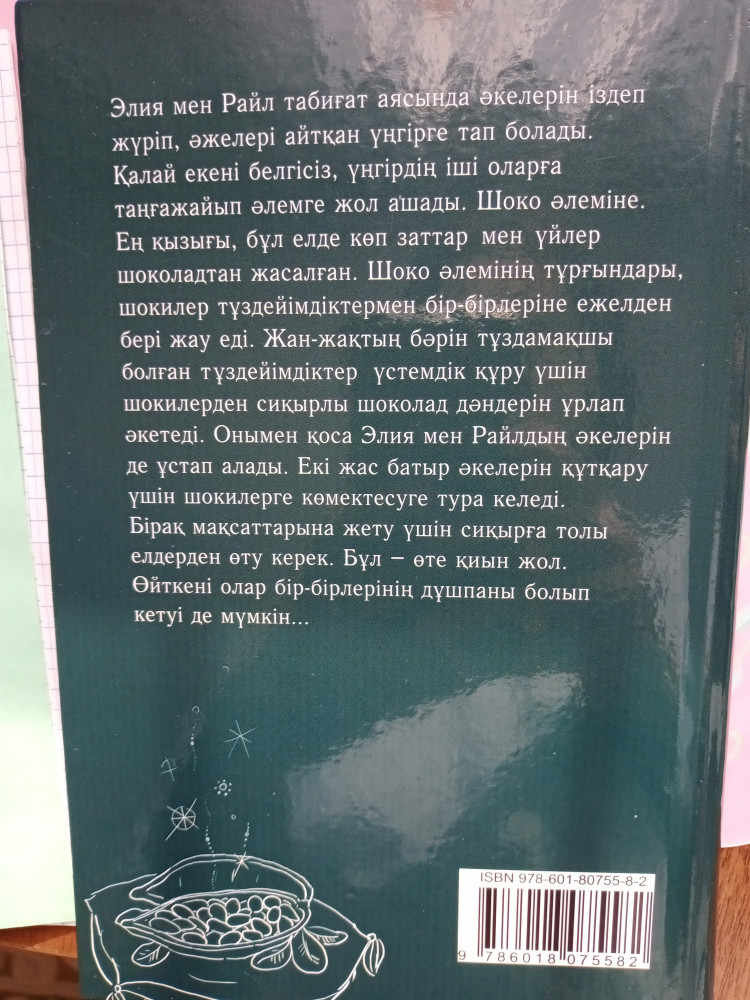 Элия мен Райл табиғат аясында әкелерін іздеп
жүріп, әжелері айтқан үңгірге тап болады.
Қалай екені белгісіз, үңгірдің іші оларға
таңғажайып әлемге жол ашады. Шоко әлеміне.
Ең қызығы, бұл елде көп заттар мен үйлер
шоколадтан жасалған. Шоко әлемінің тұрғындары,
шокилер тұздейімдіктермен бір-бірлеріне ежелден
бері жау еді. Жан-жақтың бәрін тұздамақшы
болған тұздейімдіктер үстемдік құру үшін
шокилерден сиқырлы шоколад дәндерін ұрлап
әкетеді. Онымен қоса Элия мен Райлдың әкелерін
де ұстап алады. Екі жас батыр әкелерін құтқару
үшін шокилерге көмектесуге тура келеді.
Бірақ мақсаттарына жету үшін сиқырға толы
елдерден өту керек. Бұл – өте қиын жол.
Өйткені олар бір-бірлерінің дұшпаны болып
кетуі де мүмкін...
ISBN 978-601-80755-8-2
9 786018 075582